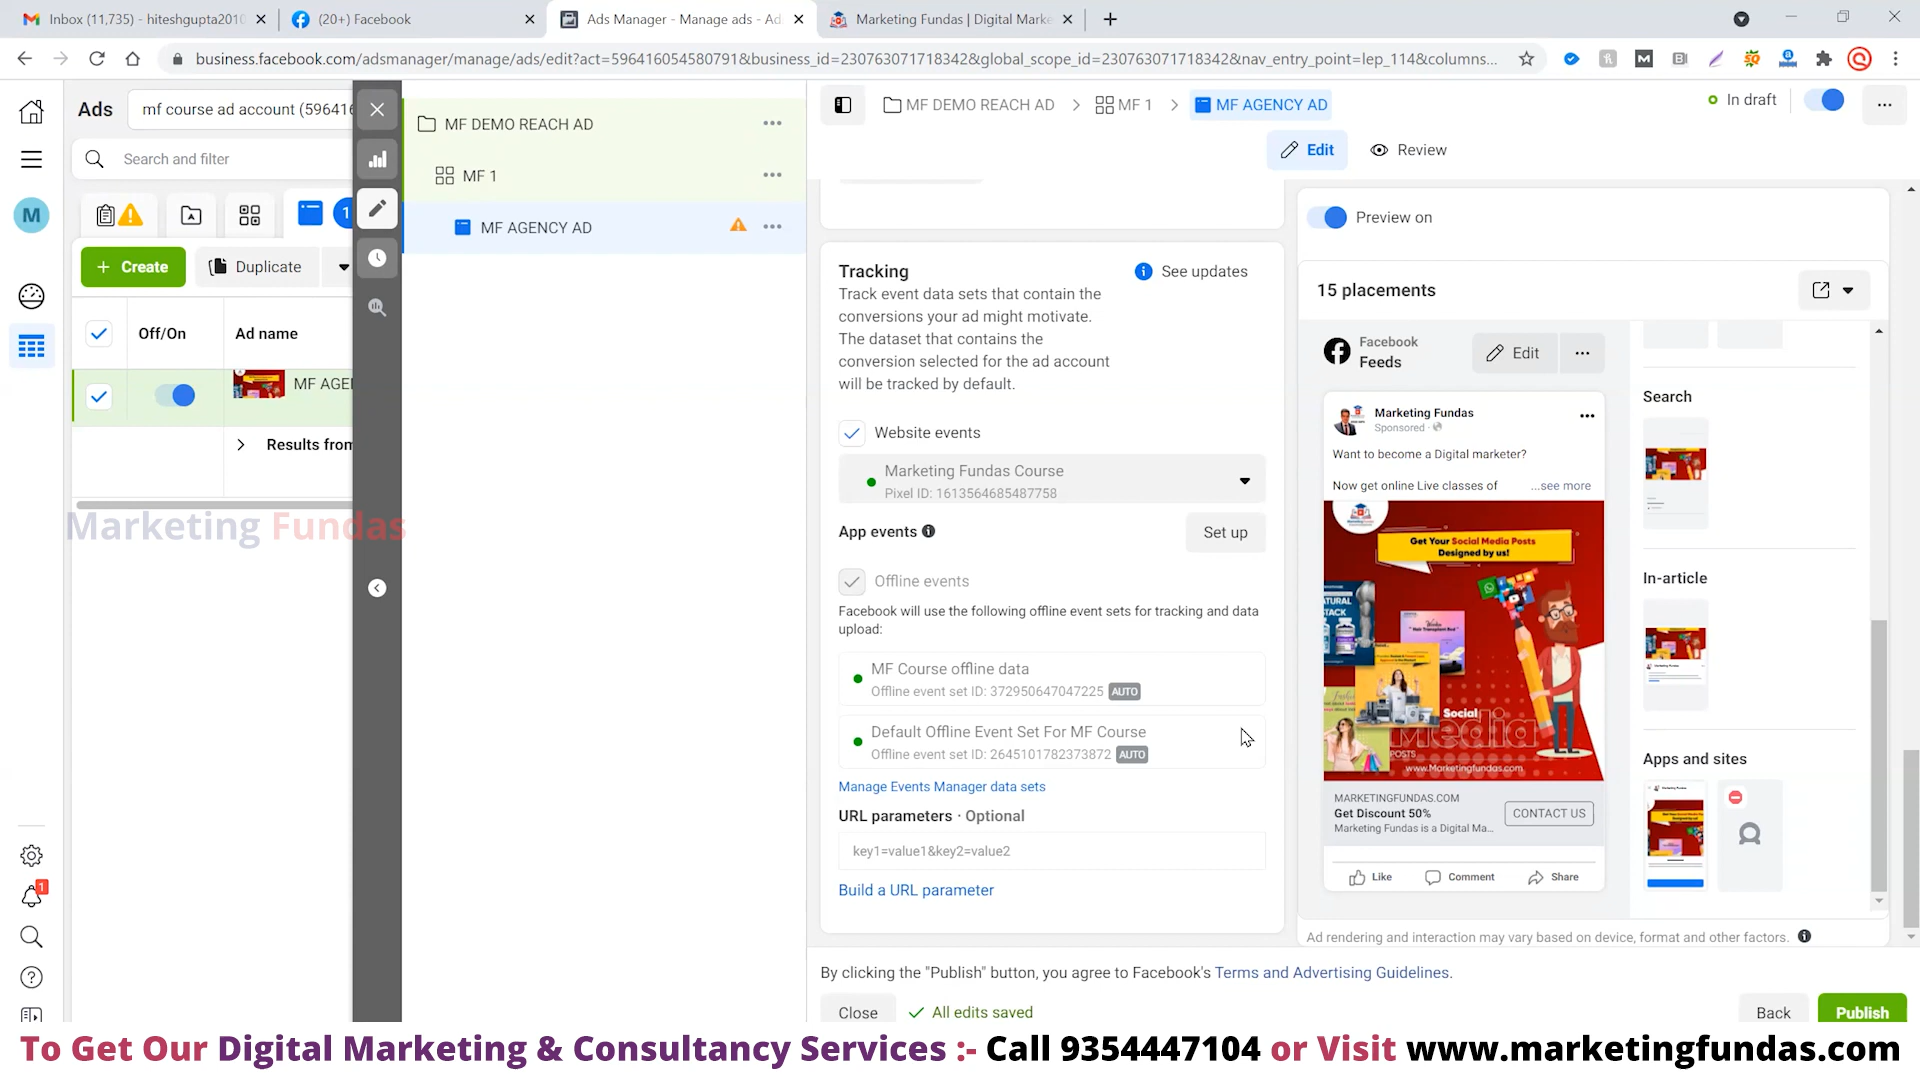 Inbox (11,735) - hiteshgupta2010
(20+) Facebook
Ads Manager - Manage ads - Ad
Marketing Fundas | Digital Marke
business.facebook.com/adsmanager/manage/ads/edit?act=596416054580791&business_id=230763071718342&global_scope_id=230763071718342&nav_entry_point=lep_114&columns...
Ads
mf course ad account (59641
Search and filter
M
1
+ Create
Duplicate
Off/On
Ad name
MF AGE
Results from
Marketing Fundas
MF DEMO REACH AD
MF 1
MF AGENCY AD
MF DEMO REACH AD > MF 1 > MF AGENCY AD
In draft
Edit
Review
Tracking
See updates
Track event data sets that contain the
conversions your ad might motivate.
The dataset that contains the
conversion selected for the ad account
will be tracked by default.
Website events
Marketing Fundas Course
Pixel ID: 1613564685487758
App events
Set up
Offline events
Facebook will use the following offline event sets for tracking and data
upload:
MF Course offline data
Offline event set ID: 372950647047225 AUTO
Default Offline Event Set For MF Course
Offline event set ID: 2645101782373872 AUTO
Manage Events Manager data sets
URL parameters · Optional
key1=value1&key2=value2
Build a URL parameter
Preview on
15 placements
Facebook
Feeds
Edit
Marketing Fundas
Sponsored ·
Want to become a Digital marketer?
Now get online Live classes of ...see more
Get Your Social Media Posts
Designed by us!
Social
Media
POSTS
www.Marketingfundas.com
MARKETINGFUNDAS.COM
Get Discount 50%
Marketing Fundas is a Digital Ma...
CONTACT US
Like
Comment
Share
Search
In-article
Apps and sites
Ad rendering and interaction may vary based on device, format and other factors.
By clicking the "Publish" button, you agree to Facebook's Terms and Advertising Guidelines.
Close
All edits saved
Back
Publish
1
To Get Our Digital Marketing & Consultancy Services :- Call 9354447104 or Visit www.marketingfundas.com